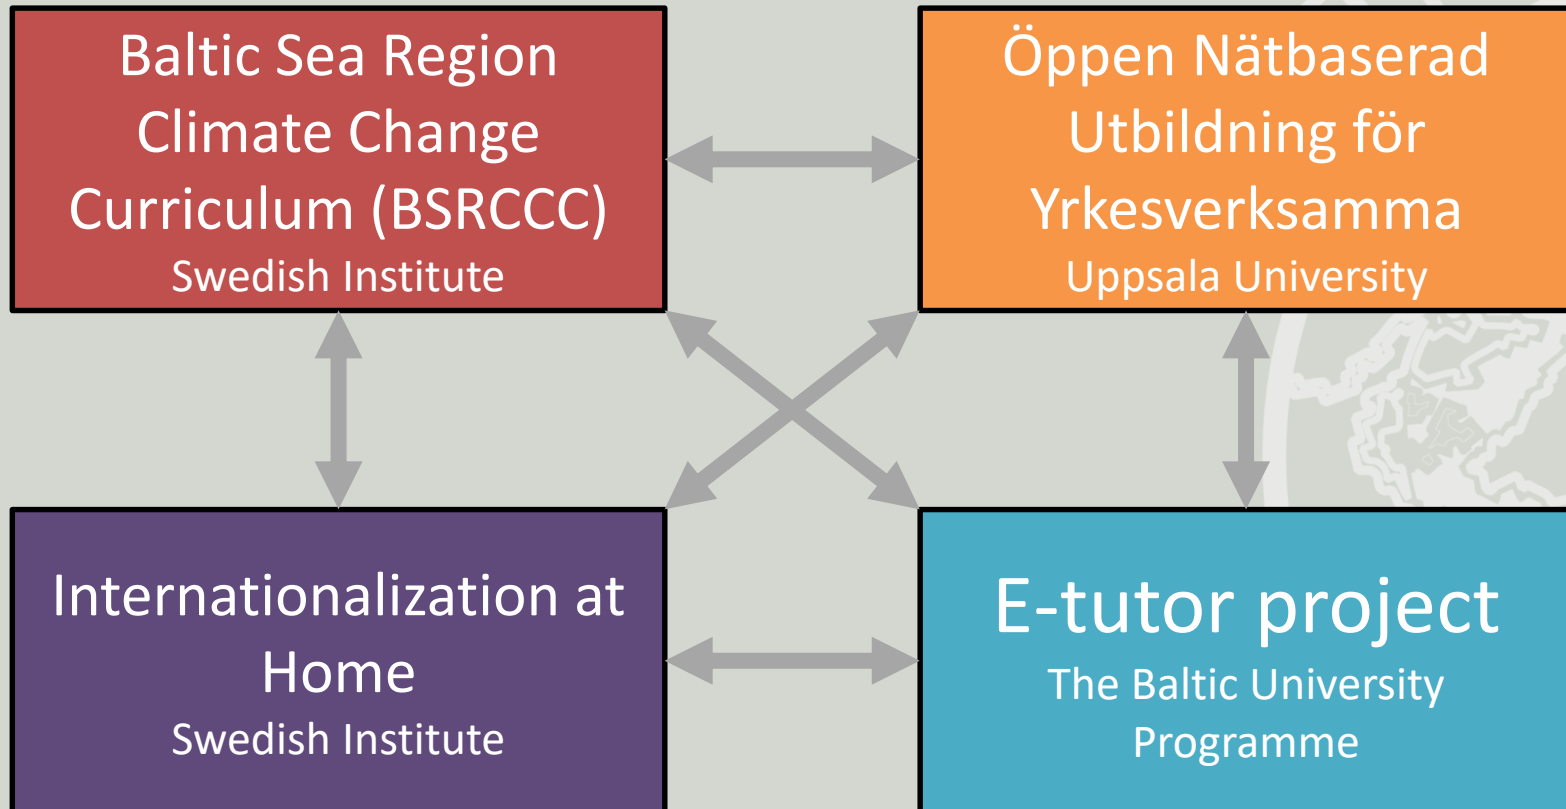 Baltic Sea Region
Climate Change
Curriculum (BSRCCC)
Swedish Institute
Öppen Nätbaserad
Utbildning för
Yrkesverksamma
Uppsala University
Internationalization at
Home
Swedish Institute
E-tutor project
The Baltic University
Programme